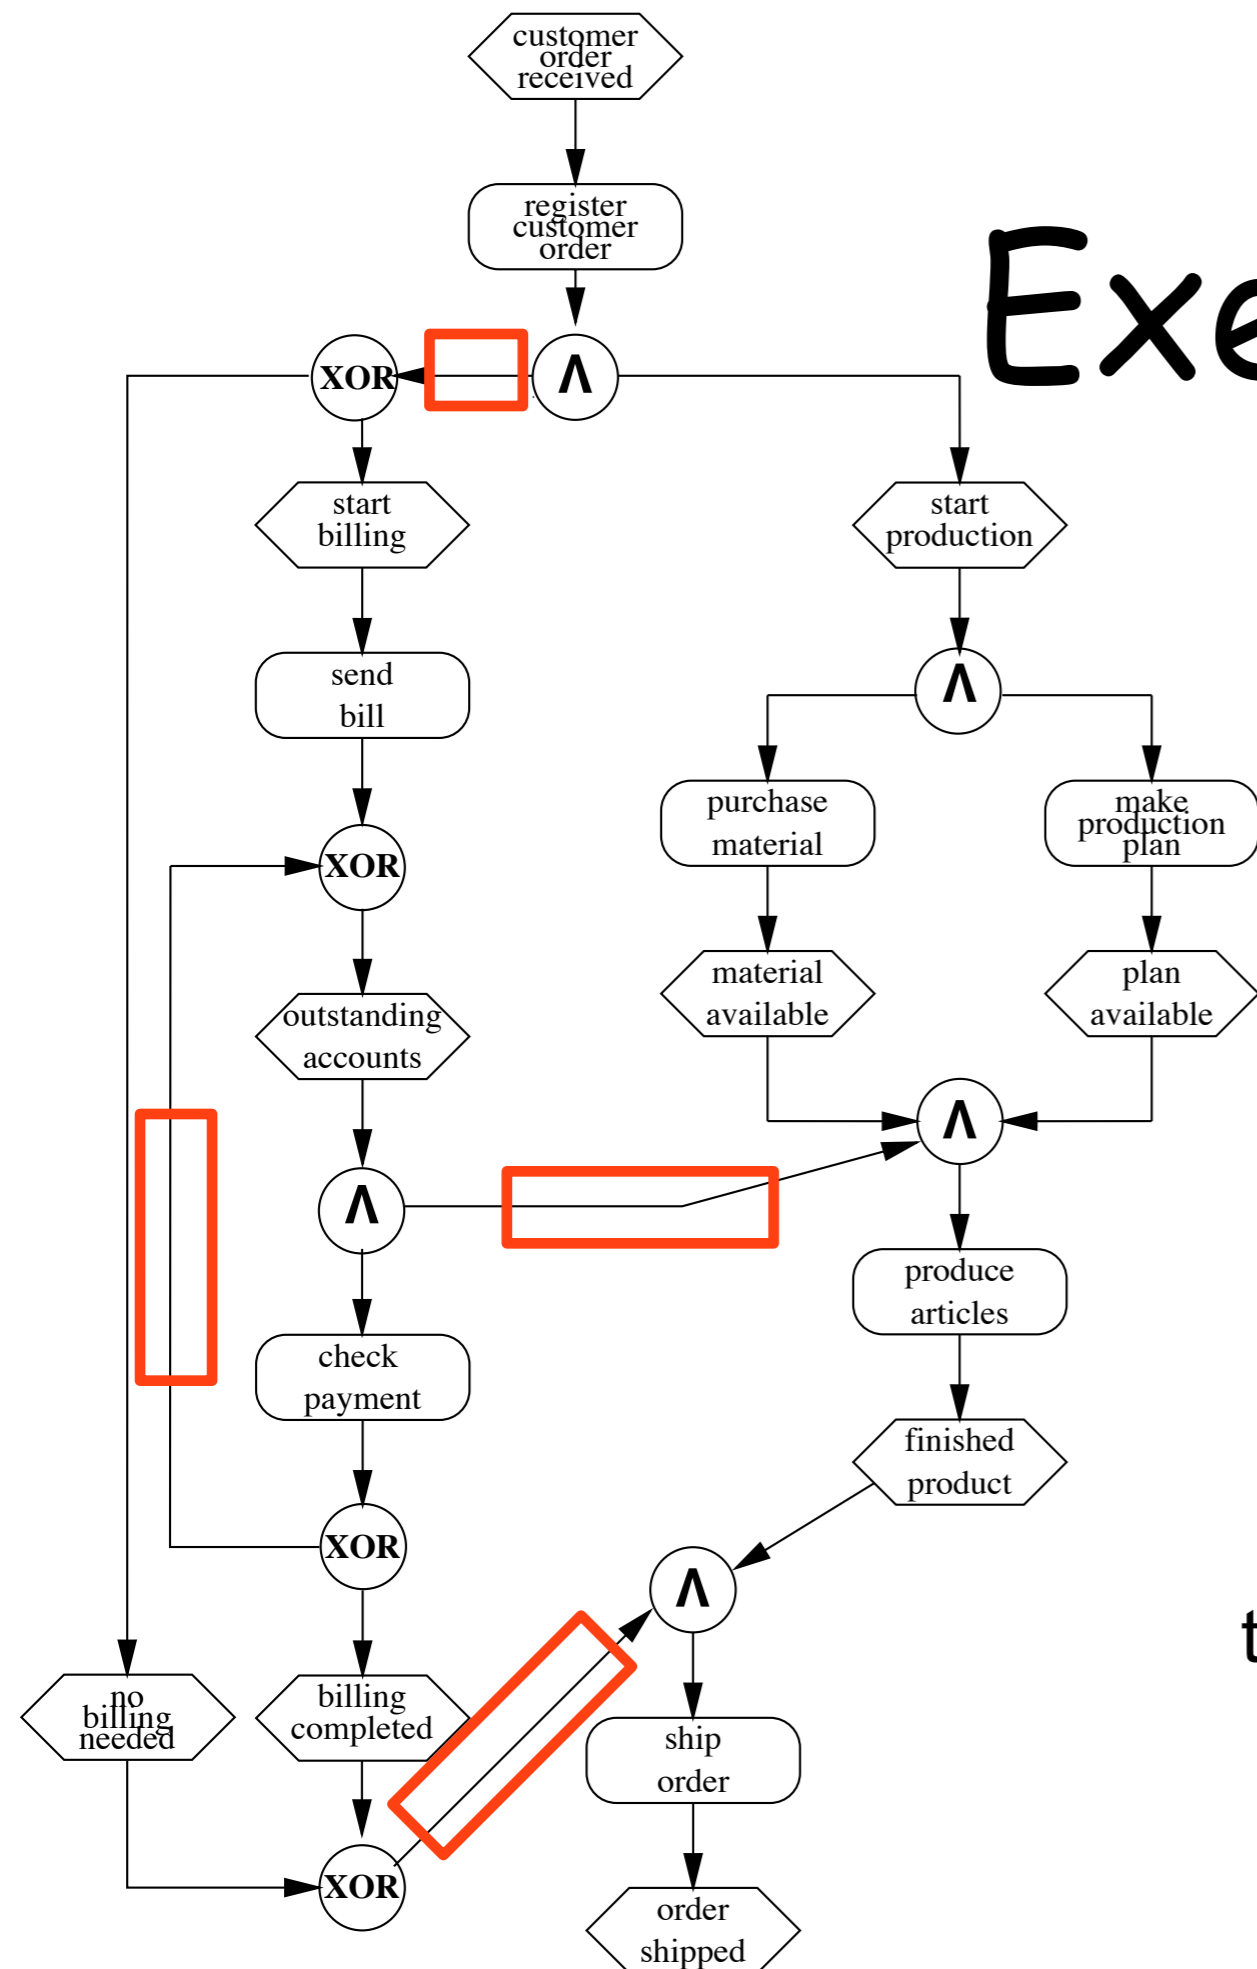 customer
order
received
register
customer
order
Exe
XOR
Λ
start
billing
start
production
send
bill
Λ
purchase
material
make
production
plan
XOR
material
available
plan
available
outstanding
accounts
Λ
Λ
produce
articles
check
payment
finished
product
XOR
Λ
t
no
billing
needed
billing
completed
ship
order
XOR
order
shipped